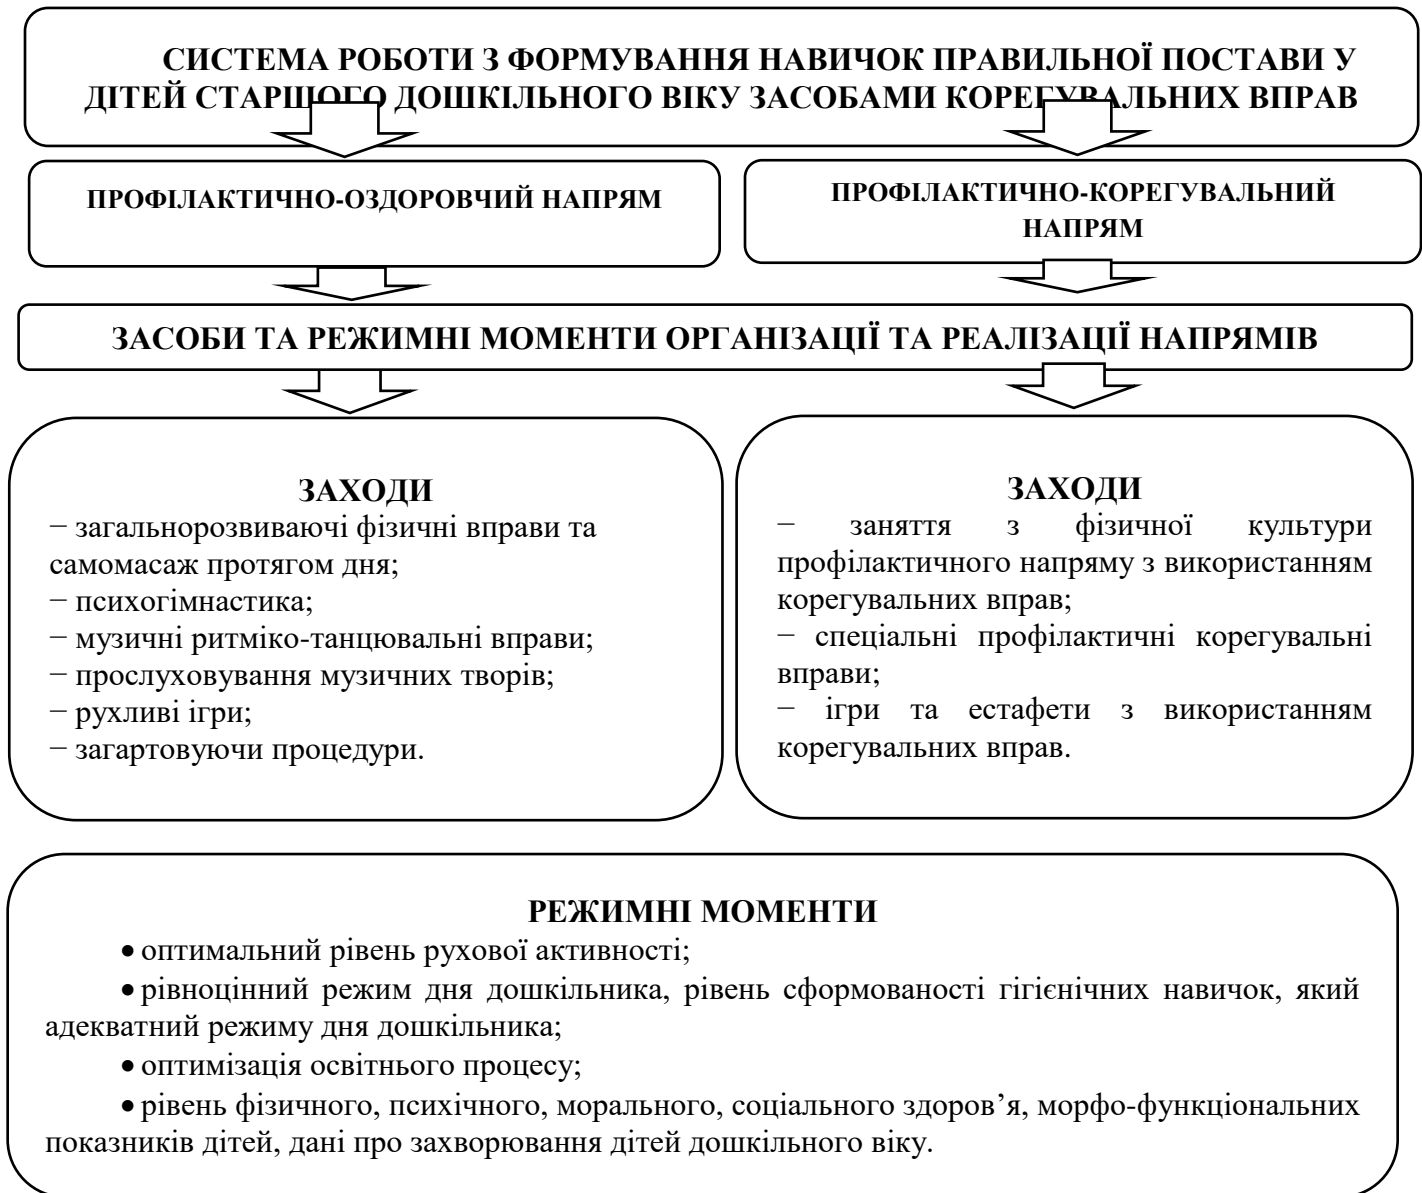 СИСТЕМА РОБОТИ З ФОРМУВАННЯ НАВИЧОК ПРАВИЛЬНОЇ ПОСТАВИ У
ДІТЕЙ СТАРШОГО ДОШКІЛЬНОГО ВІКУ ЗАСОБАМИ КОРЕГУВАЛЬНИХ ВПРАВ
ПРОФІЛАКТИЧНО-ОЗДОРОВЧИЙ НАПРЯМ
ПРОФІЛАКТИЧНО-КОРЕГУВАЛЬНИЙ
НАПРЯМ
ЗАСОБИ ТА РЕЖИМНІ МОМЕНТИ ОРГАНІЗАЦІЇ ТА РЕАЛІЗАЦІЇ НАПРЯМІВ
ЗАХОДИ
− загальнорозвиваючі фізичні вправи та
самомасаж протягом дня;
− психогімнастика;
− музичні ритміко-танцювальні вправи;
− прослуховування музичних творів;
− рухливі ігри;
− загартовуючи процедури.
ЗАХОДИ
− заняття з фізичної культури
профілактичного напряму з використанням
корегувальних вправ;
− спеціальні профілактичні корегувальні
вправи;
− ігри та естафети з використанням
корегувальних вправ.
РЕЖИМНІ МОМЕНТИ
• оптимальний рівень рухової активності;
• рівноцінний режим дня дошкільника, рівень сформованості гігієнічних навичок, який
адекватний режиму дня дошкільника;
• оптимізація освітнього процесу;
• рівень фізичного, психічного, морального, соціального здоров’я, морфо-функціональних
показників дітей, дані про захворювання дітей дошкільного віку.